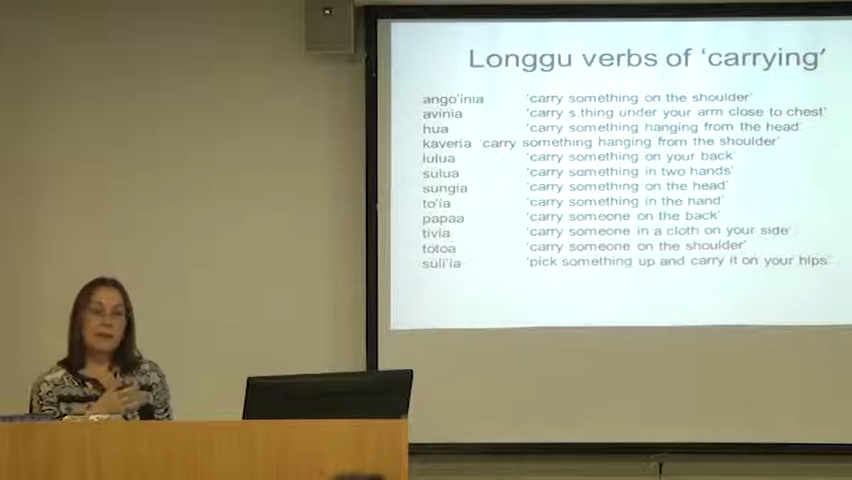 Longgu verbs of ‘carrying’
ango'inia ‘carry something on the shoulder’
avinia ‘carry s.thing under your arm close to chest’
hua ‘carry something hanging from the head’
kaveria ‘carry something hanging from the shoulder’
lulua ‘carry something on your back’
sulua ‘carry something in two hands’
sungia ‘carry something on the head’
to'ia ‘carry something in the hand’
papaa ‘carry someone on the back’
tivia ‘carry someone in a cloth on your side’
totoa ‘carry someone on the shoulder’
suli'ia ‘pick something up and carry it on your hips’